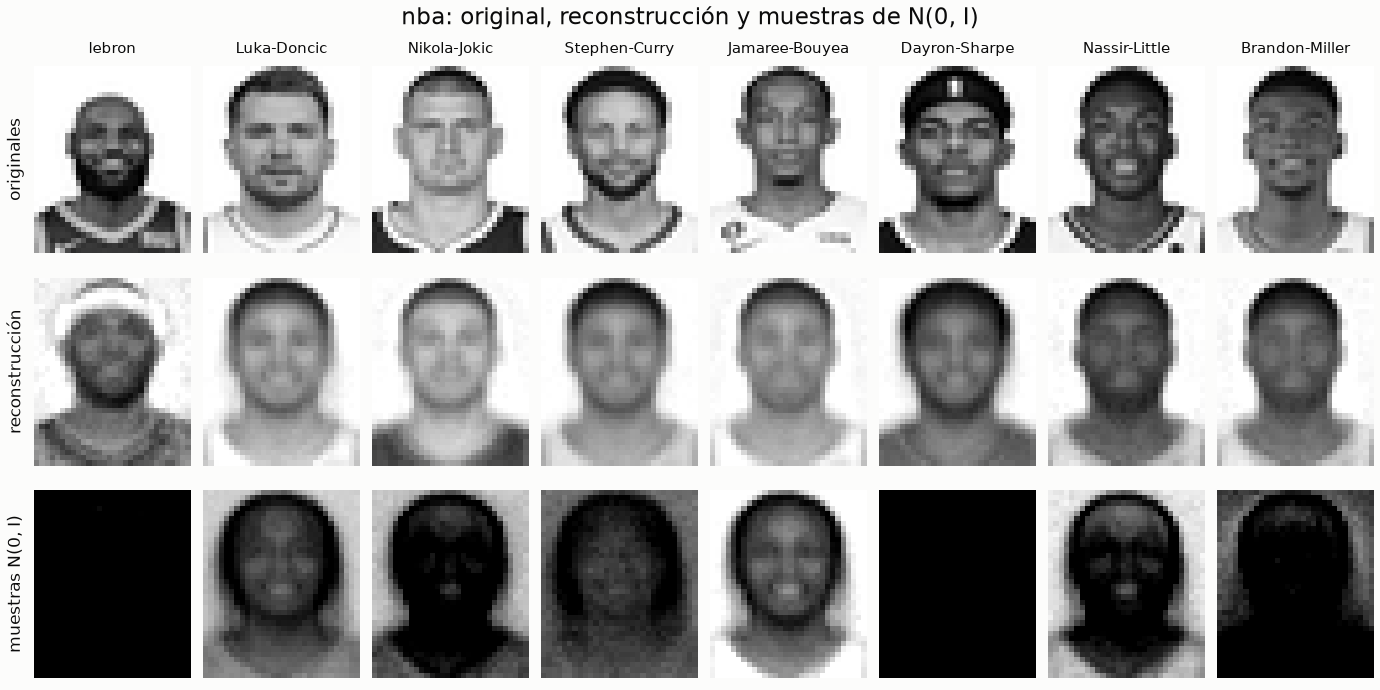 nba: original, reconstrucción y muestras de N(0, I)
lebron Luka-Doncic Nikola-Jokic Stephen-Curry Jamaree-Bouyea Dayron-Sharpe Nassir-Little Brandon-Miller
originales
reconstrucción
muestras N(0, I)